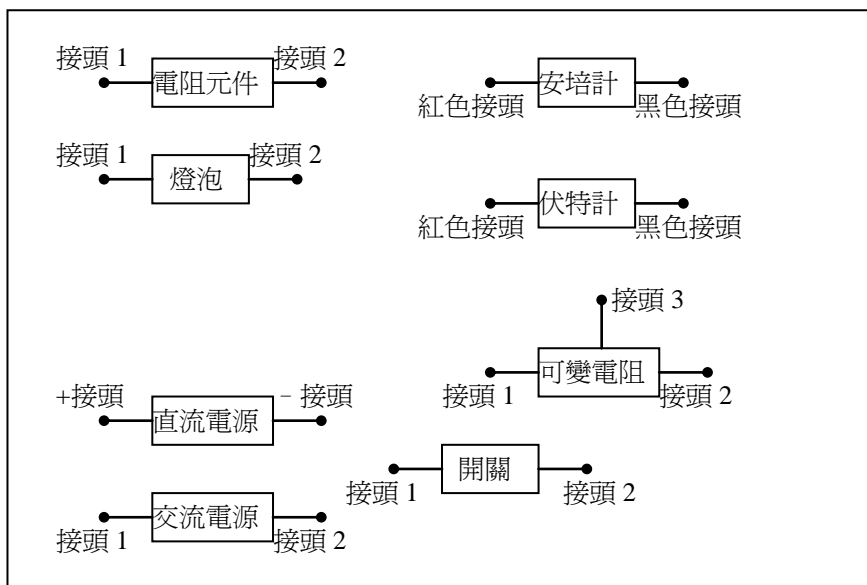 接頭 1 接頭 2
電阻元件
接頭 1 接頭 2
燈泡
安培計
紅色接頭 黑色接頭
伏特計
紅色接頭 黑色接頭
接頭 3
可變電阻
接頭 1 接頭 2
+接頭 − 接頭
直流電源
開關
接頭 1 接頭 2
交流電源
接頭 1 接頭 2